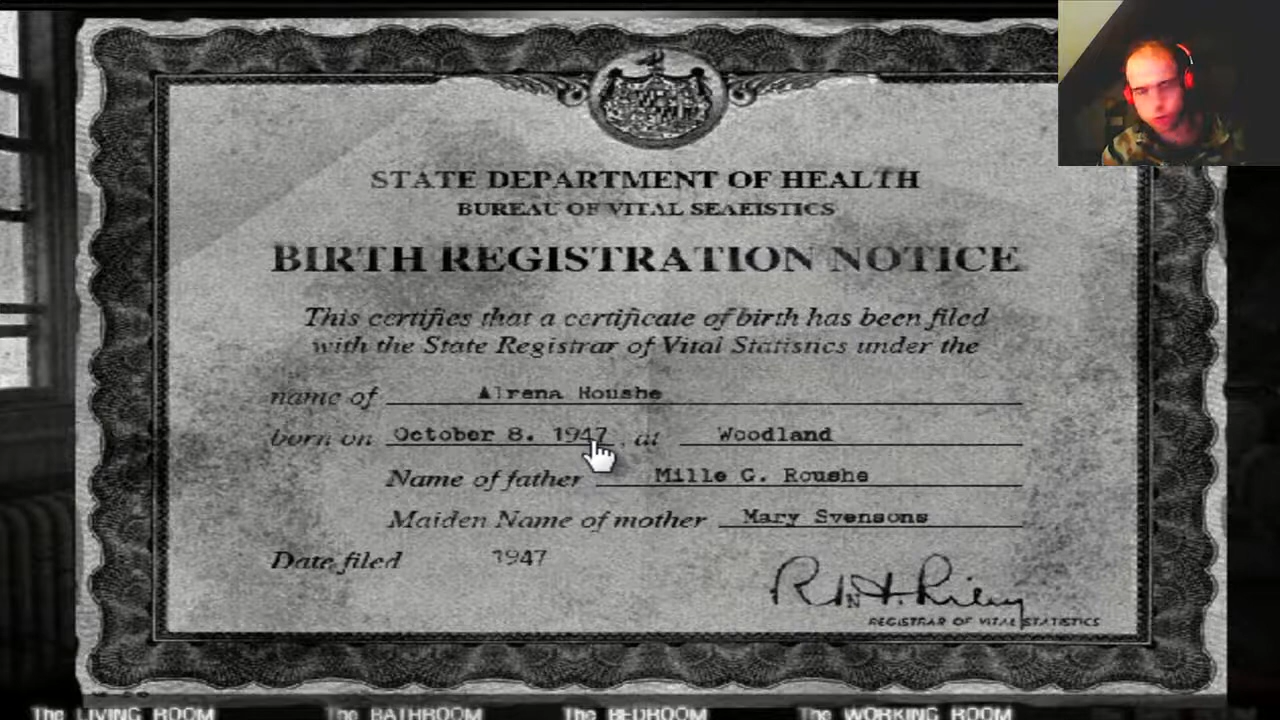 STATE DEPARTMENT OF HEALTH
BUREAU OF VITAL SEAEISTICS
BIRTH REGISTRATION NOTICE
This certifies that a certificate of birth has been filed
with the State Registrar of Vital Statistics under the
name of Alrena Roushe
born on October 8. 1947, at Woodland
Name of father Mille G. Roushe
Maiden Name of mother Mary Svensons
Date filed 1947
REGISTRAR OF VITAL STATISTICS
The LIVING ROOM The BATHROOM The BEDROOM The WORKING ROOM